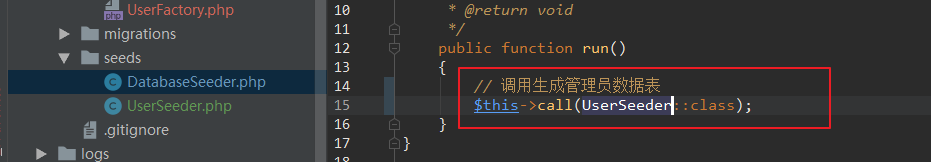 UserFactory.php
migrations
seeds
DatabaseSeeder.php
UserSeeder.php
.gitignore
logs
10 * @return void
11 */
12 public function run()
13 {
14 // 调用生成管理员数据表
15 $this->call(UserSeeder::class);
16 }
17 }